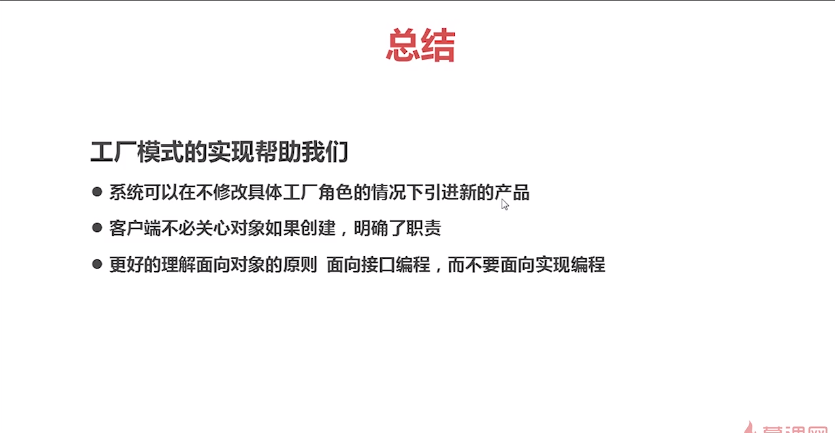 总结
工厂模式的实现帮助我们
● 系统可以在不修改具体工厂角色的情况下引进新的产品
● 客户端不必关心对象如果创建，明确了职责
● 更好的理解面向对象的原则 面向接口编程，而不要面向实现编程